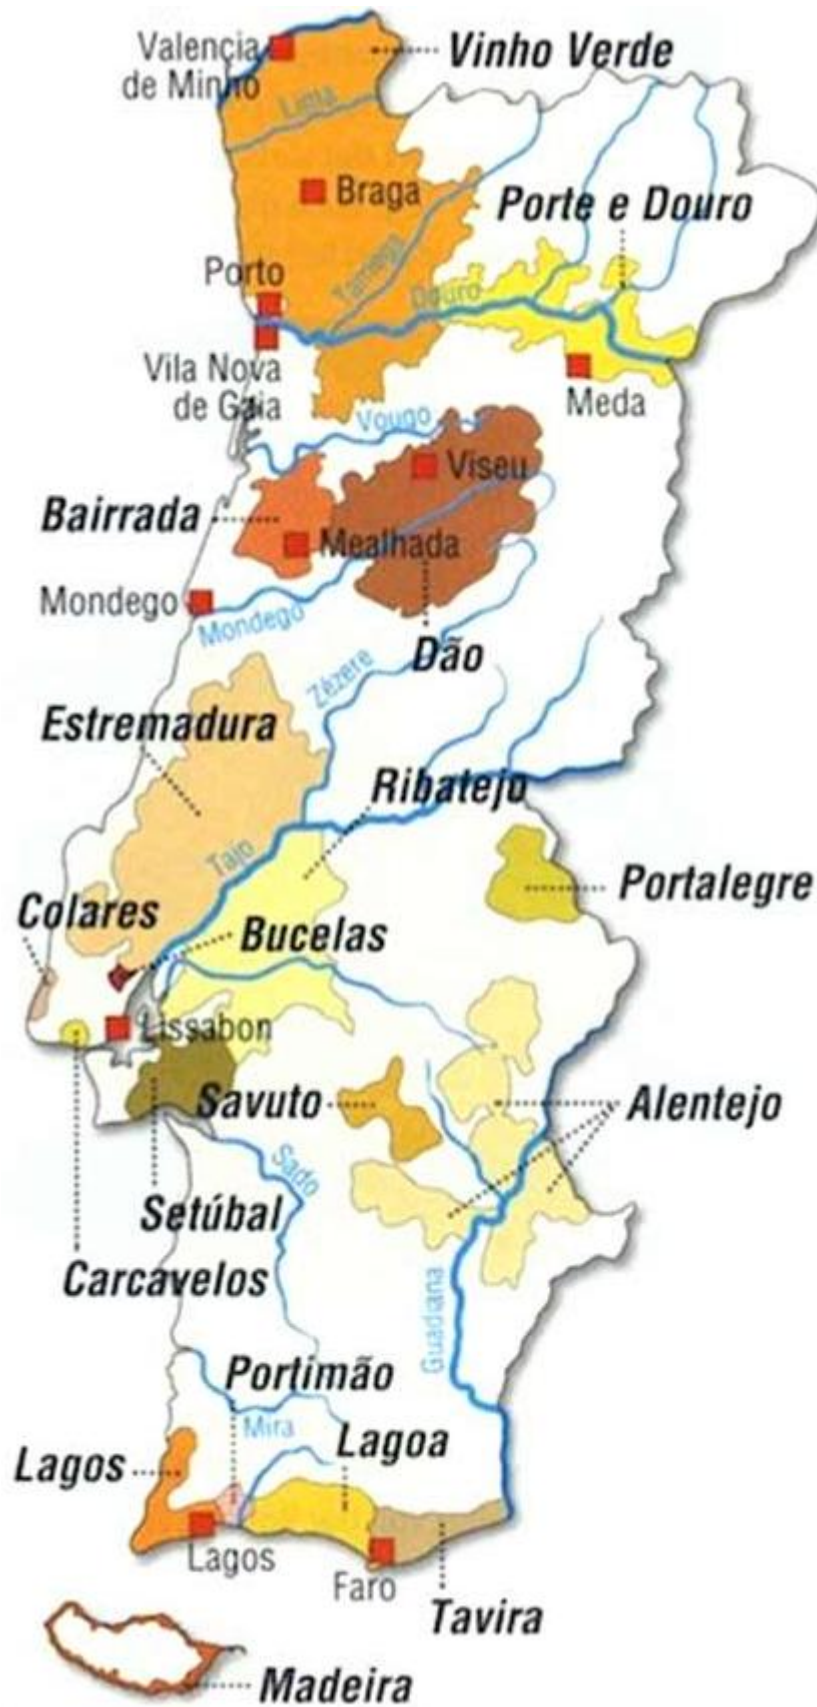 Valencia
de Minho
Vinho Verde
Lima
Braga
Porte e Douro
Porto
Tamega
Douro
Vila Nova
de Gaia
Meda
Vougo
Viseu
Bairrada
Mealhada
Mondego
Mondego
Dão
Zézere
Estremadura
Ribatejo
Tajo
Portalegre
Colares
Bucelas
Lissabon
Savuto
Alentejo
Sado
Setúbal
Carcavelos
Guadiana
Portimão
Mira
Lagoa
Lagos
Lagos
Faro
Tavira
Madeira